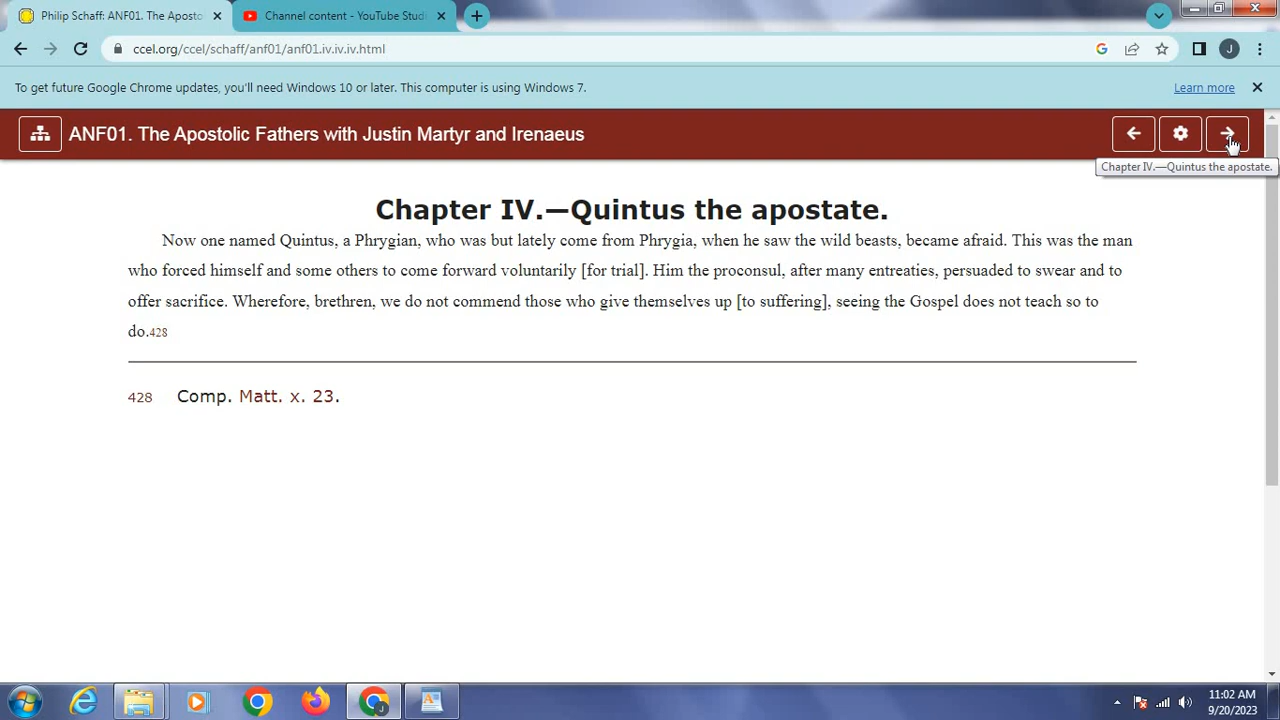 Philip Schaff: ANF01. The Aposto
Channel content - YouTube Studi
ccel.org/ccel/schaff/anf01/anf01.iv.iv.iv.html
J
To get future Google Chrome updates, you'll need Windows 10 or later. This computer is using Windows 7.
Learn more
ANF01. The Apostolic Fathers with Justin Martyr and Irenaeus
Chapter IV.—Quintus the apostate.
Chapter IV.—Quintus the apostate.
Now one named Quintus, a Phrygian, who was but lately come from Phrygia, when he saw the wild beasts, became afraid. This was the man
who forced himself and some others to come forward voluntarily [for trial]. Him the proconsul, after many entreaties, persuaded to swear and to
offer sacrifice. Wherefore, brethren, we do not commend those who give themselves up [to suffering], seeing the Gospel does not teach so to
do.428
428 Comp. Matt. x. 23.
11:02 AM
9/20/2023